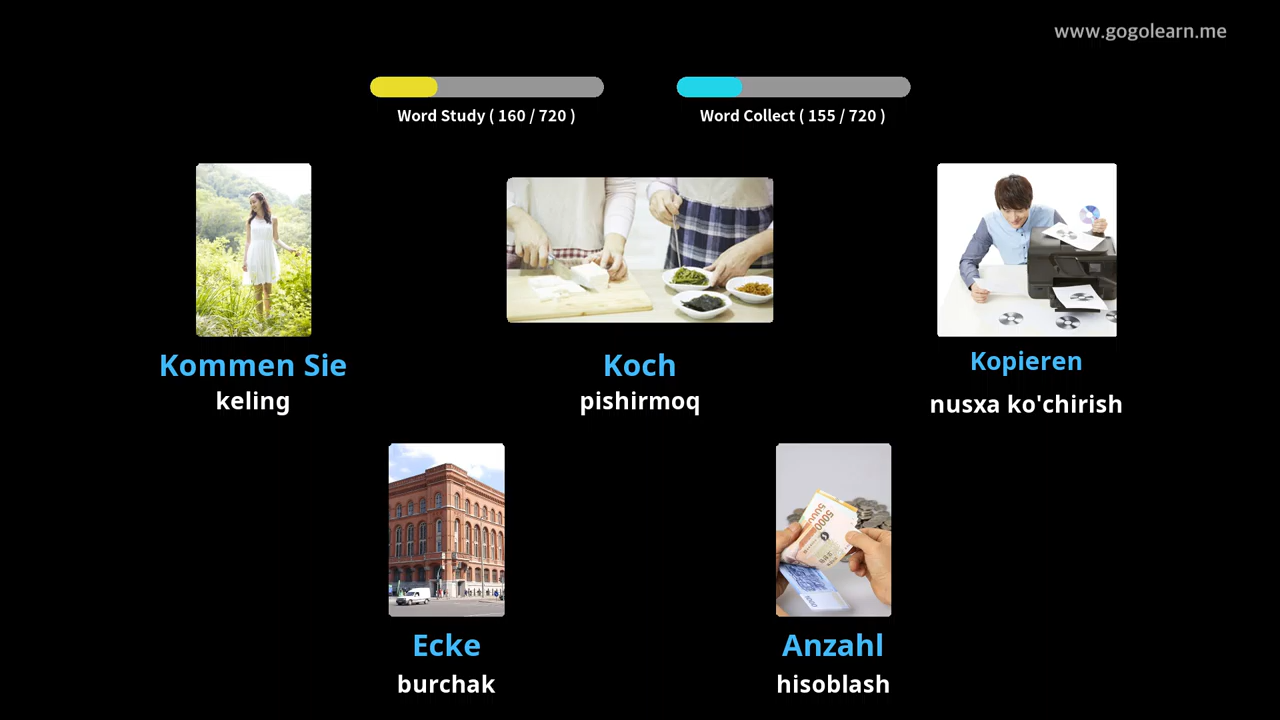 www.gogolearn.me
Word Study ( 160 / 720 )
Word Collect ( 155 / 720 )
Kommen Sie
keling
Koch
pishirmoq
Kopieren
nusxa ko'chirish
Ecke
burchak
5000
Anzahl
hisoblash